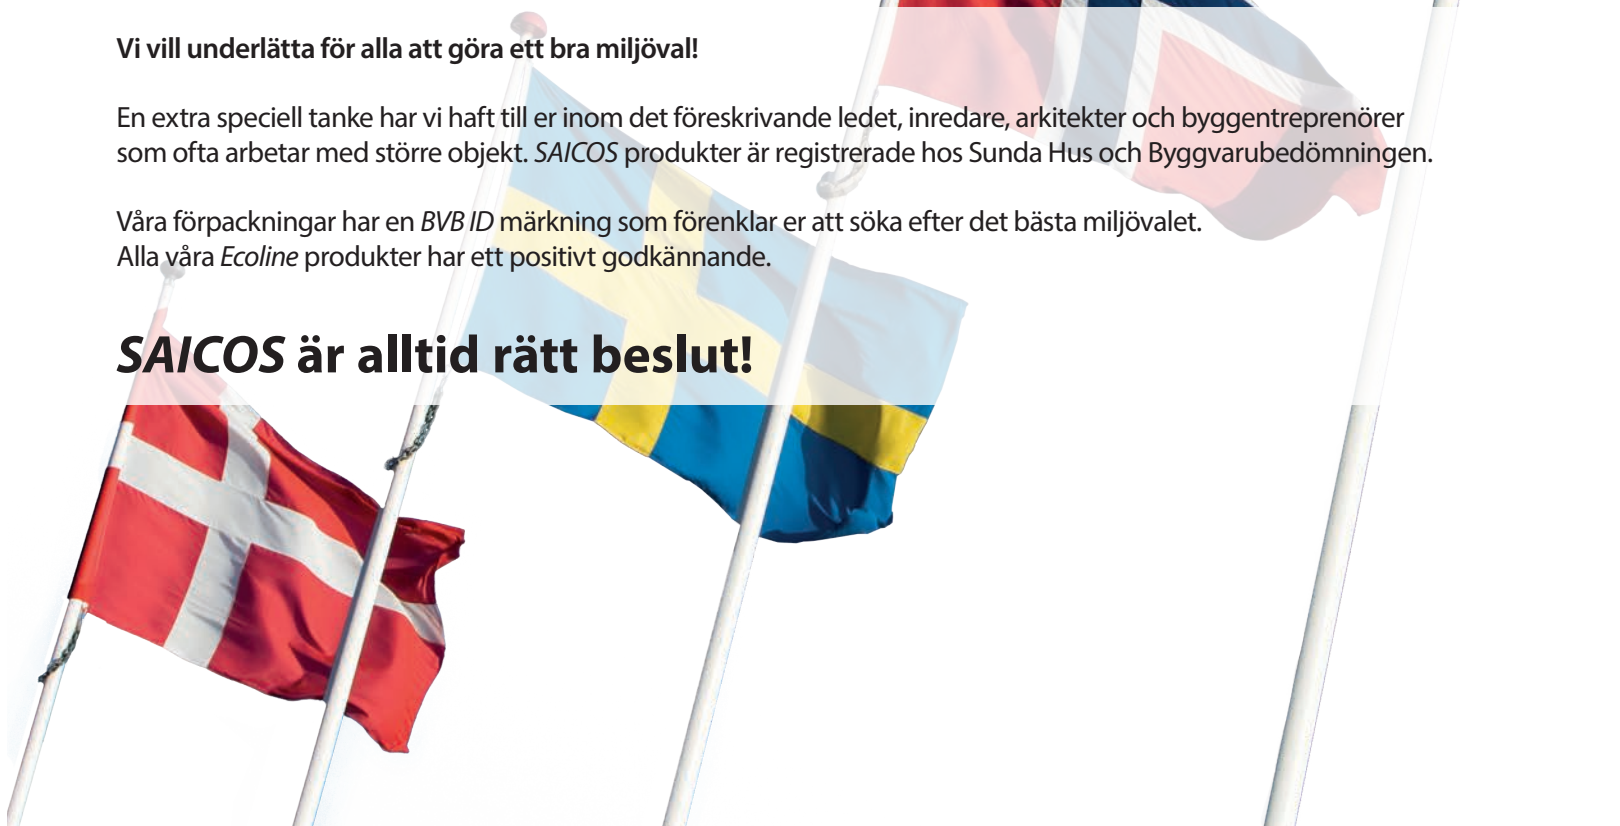 Vi vill underlätta för alla att göra ett bra miljöval!
En extra speciell tanke har vi haft till er inom det föreskrivande ledet, inredare, arkitekter och byggentreprenörer
som ofta arbetar med större objekt. SAICOS produkter är registrerade hos Sunda Hus och Byggvarubedömningen.
Våra förpackningar har en BVB ID märkning som förenklar er att söka efter det bästa miljövalet.
Alla våra Ecoline produkter har ett positivt godkännande.
SAICOS är alltid rätt beslut!